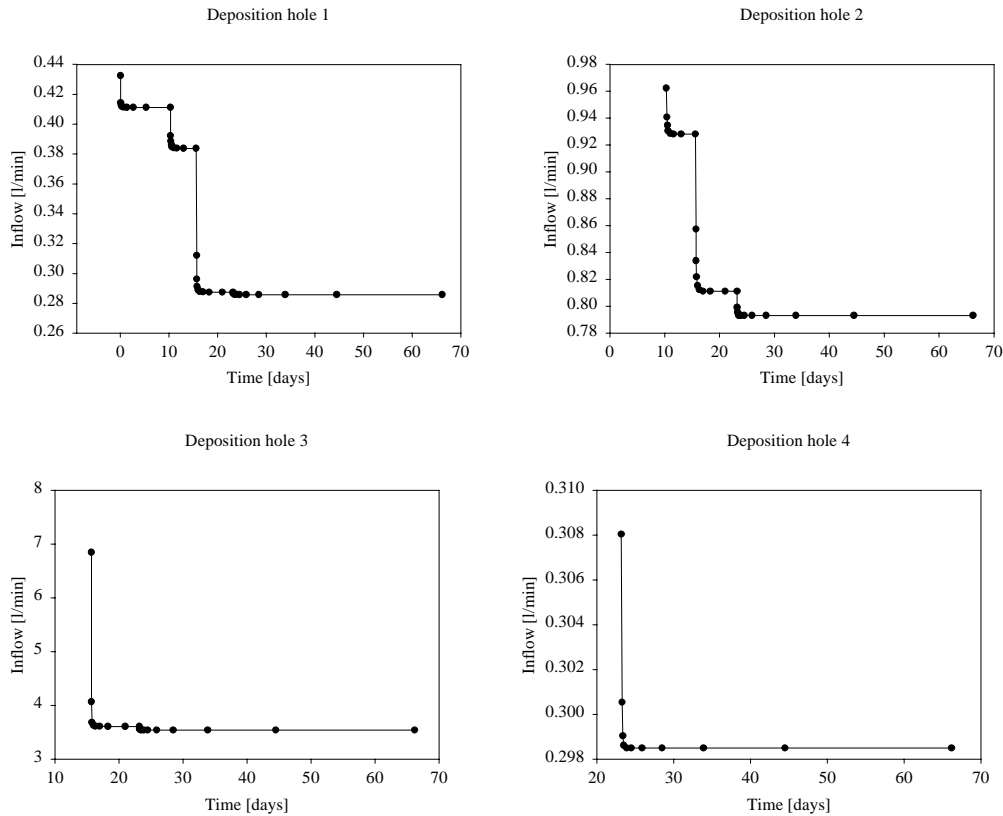 Deposition hole 1
Inflow [l/min]
0.44
0.42
0.40
0.38
0.36
0.34
0.32
0.30
0.28
0.26
0 10 20 30 40 50 60 70
Time [days]
Deposition hole 2
Inflow [l/min]
0.98
0.96
0.94
0.92
0.90
0.88
0.86
0.84
0.82
0.80
0.78
0 10 20 30 40 50 60 70
Time [days]
Deposition hole 3
Inflow [l/min]
8
7
6
5
4
3
10 20 30 40 50 60 70
Time [days]
Deposition hole 4
Inflow [l/min]
0.310
0.308
0.306
0.304
0.302
0.300
0.298
20 30 40 50 60 70
Time [days]